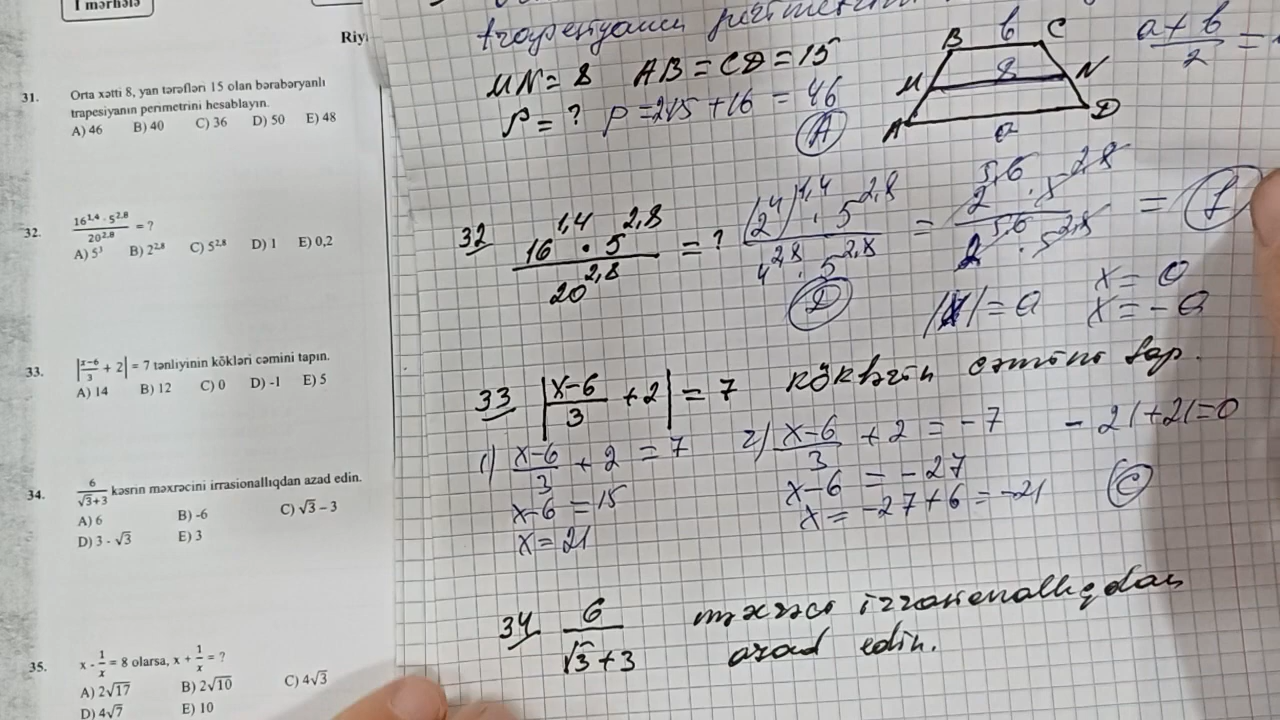 I mərhələ
Riy
31. Orta xətti 8, yan tərəfləri 15 olan bərabəryanlı
trapesiyanın perimetrini hesablayın.
A) 46 B) 40 C) 36 D) 50 E) 48
32. 16^1,4 · 5^2,8 / 20^2,8 = ?
A) 5^3 B) 2^2,8 C) 5^2,8 D) 1 E) 0,2
33. |x−6/3 + 2| = 7 tənliyinin kökləri cəmini tapın.
A) 14 B) 12 C) 0 D) -1 E) 5
34. 6/√3+3 kəsrin məxrəcini irrasionallıqdan azad edin.
A) 6 B) -6 C) √3 − 3
D) 3 - √3 E) 3
35. x - 1/x = 8 olarsa, x + 1/x = ?
A) 2√17 B) 2√10 C) 4√3
D) 4√7 E) 10
trapesiyanın perimetrini
MN = 8 AB = CD = 15
P = ? P = 2·15 + 16 = 46
A
B b C
M 8 N
A a D
a + b / 2 =
32 16^1,4 · 5^2,8 / 20^2,8 = ? (2^4)^1,4 · 5^2,8 / 4^2,8 · 5^2,8 = 2^5,6 · 5^2,8 / 2^5,6 · 5^2,8 = 1
D
|x| = a x = a
x = −a
33 |x−6/3 + 2| = 7 köklərin cəmini tap.
1) x−6/3 + 2 = 7 2) x−6/3 + 2 = −7 −21+21=0
x−6 = 15 x−6 = −27 C
x = 21 x = −27+6 = −21
34 6/√3+3 məxrəci irrasionallıqdan
azad edin.